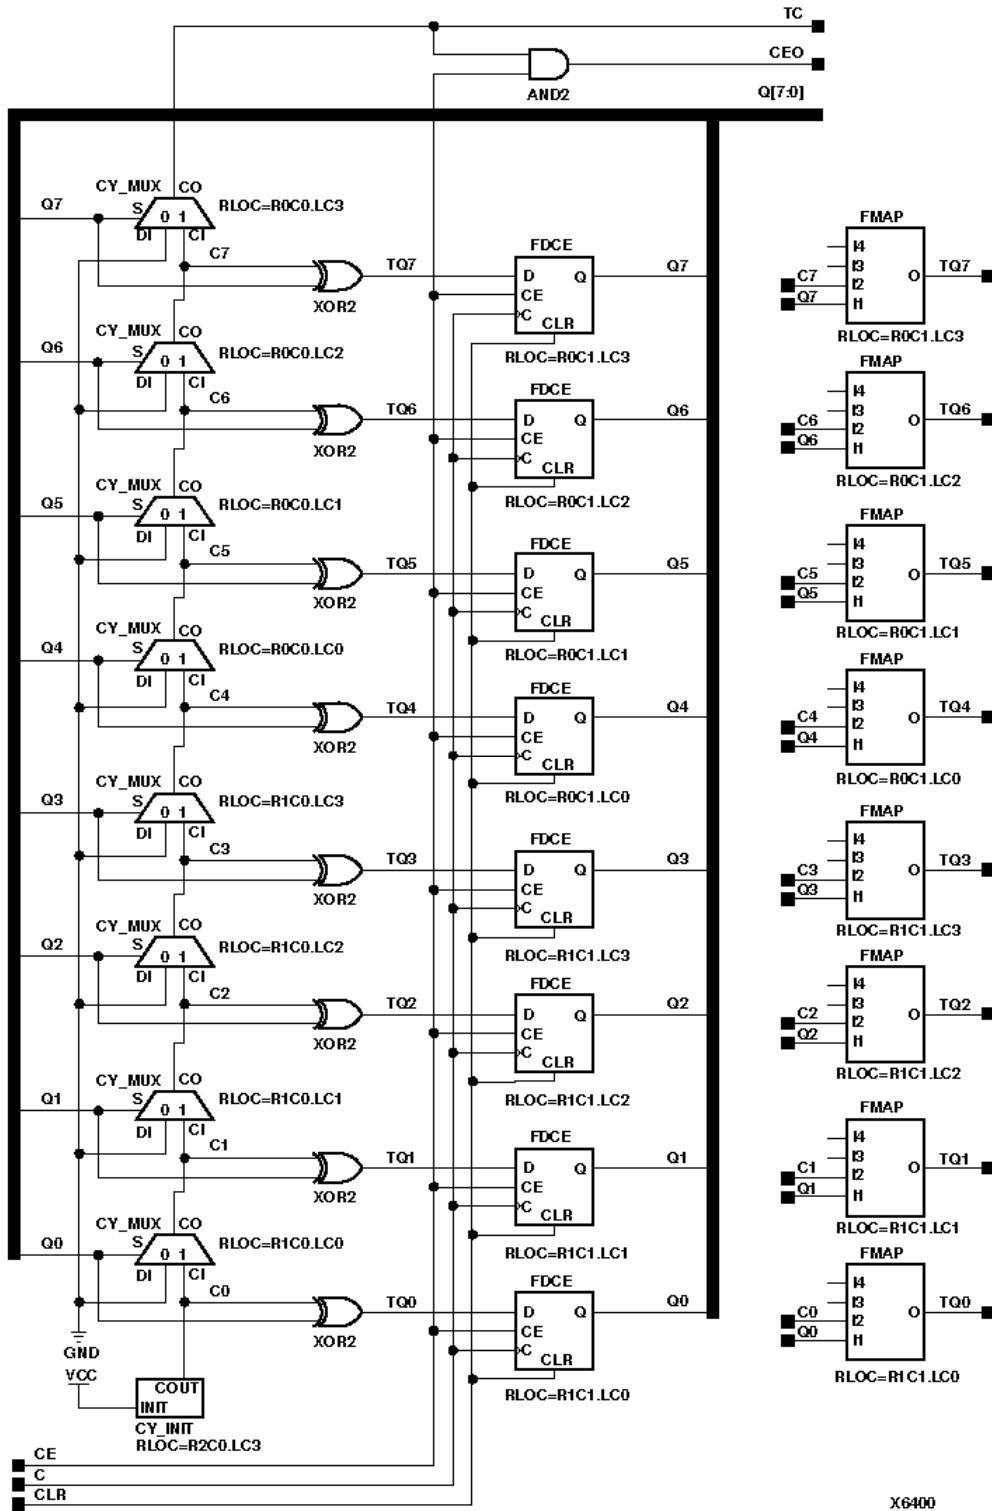 TC
CEO
AND2
Q[7:0]
CY_MUX CO
Q7 S 0 1 RLOC=R0C0.LC3
DI CI
C7
XOR2
TQ7
FDCE
D Q
CE
C
CLR
RLOC=R0C1.LC3
Q7
FMAP
I4
I3
C7 I2 O TQ7
Q7 I1
RLOC=R0C1.LC3
CY_MUX CO
Q6 S 0 1 RLOC=R0C0.LC2
DI CI
C6
XOR2
TQ6
FDCE
D Q
CE
C
CLR
RLOC=R0C1.LC2
Q6
FMAP
I4
I3
C6 I2 O TQ6
Q6 I1
RLOC=R0C1.LC2
CY_MUX CO
Q5 S 0 1 RLOC=R0C0.LC1
DI CI
C5
XOR2
TQ5
FDCE
D Q
CE
C
CLR
RLOC=R0C1.LC1
Q5
FMAP
I4
I3
C5 I2 O TQ5
Q5 I1
RLOC=R0C1.LC1
CY_MUX CO
Q4 S 0 1 RLOC=R0C0.LC0
DI CI
C4
XOR2
TQ4
FDCE
D Q
CE
C
CLR
RLOC=R0C1.LC0
Q4
FMAP
I4
I3
C4 I2 O TQ4
Q4 I1
RLOC=R0C1.LC0
CY_MUX CO
Q3 S 0 1 RLOC=R1C0.LC3
DI CI
C3
XOR2
TQ3
FDCE
D Q
CE
C
CLR
RLOC=R1C1.LC3
Q3
FMAP
I4
I3
C3 I2 O TQ3
Q3 I1
RLOC=R1C1.LC3
CY_MUX CO
Q2 S 0 1 RLOC=R1C0.LC2
DI CI
C2
XOR2
TQ2
FDCE
D Q
CE
C
CLR
RLOC=R1C1.LC2
Q2
FMAP
I4
I3
C2 I2 O TQ2
Q2 I1
RLOC=R1C1.LC2
CY_MUX CO
Q1 S 0 1 RLOC=R1C0.LC1
DI CI
C1
XOR2
TQ1
FDCE
D Q
CE
C
CLR
RLOC=R1C1.LC1
Q1
FMAP
I4
I3
C1 I2 O TQ1
Q1 I1
RLOC=R1C1.LC1
CY_MUX CO
Q0 S 0 1 RLOC=R1C0.LC0
DI CI
C0
XOR2
TQ0
FDCE
D Q
CE
C
CLR
RLOC=R1C1.LC0
Q0
FMAP
I4
I3
C0 I2 O TQ0
Q0 I1
RLOC=R1C1.LC0
GND
VCC
COUT
INIT
CY_INIT
RLOC=R2C0.LC3
CE
C
CLR
X6400